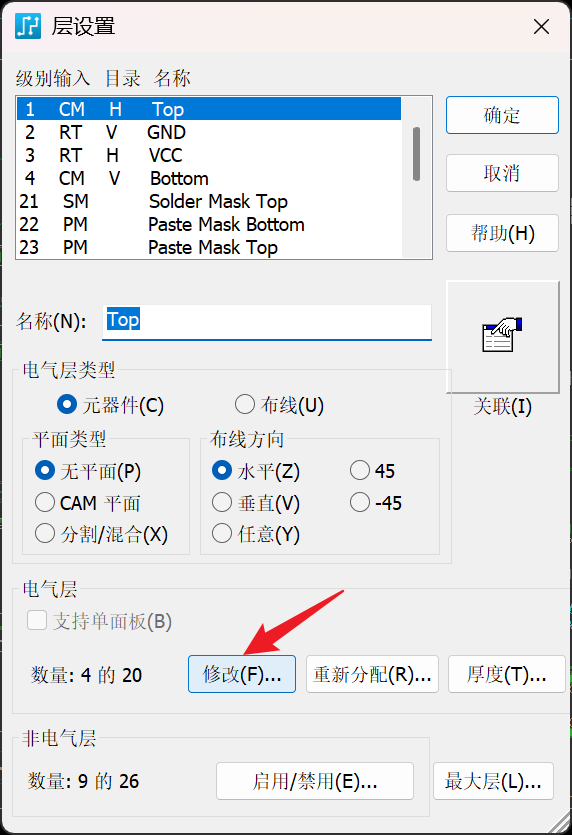 层设置
级别输入 目录 名称
1 CM H Top
2 RT V GND
3 RT H VCC
4 CM V Bottom
21 SM Solder Mask Top
22 PM Paste Mask Bottom
23 PM Paste Mask Top
确定
取消
帮助(H)
名称(N): Top
关联(I)
电气层类型
元器件(C) 布线(U)
平面类型 布线方向
无平面(P) 水平(Z) 45
CAM 平面 垂直(V) -45
分割/混合(X) 任意(Y)
电气层
支持单面板(B)
数量: 4 的 20 修改(F)... 重新分配(R)... 厚度(T)...
非电气层
数量: 9 的 26 启用/禁用(E)... 最大层(L)...